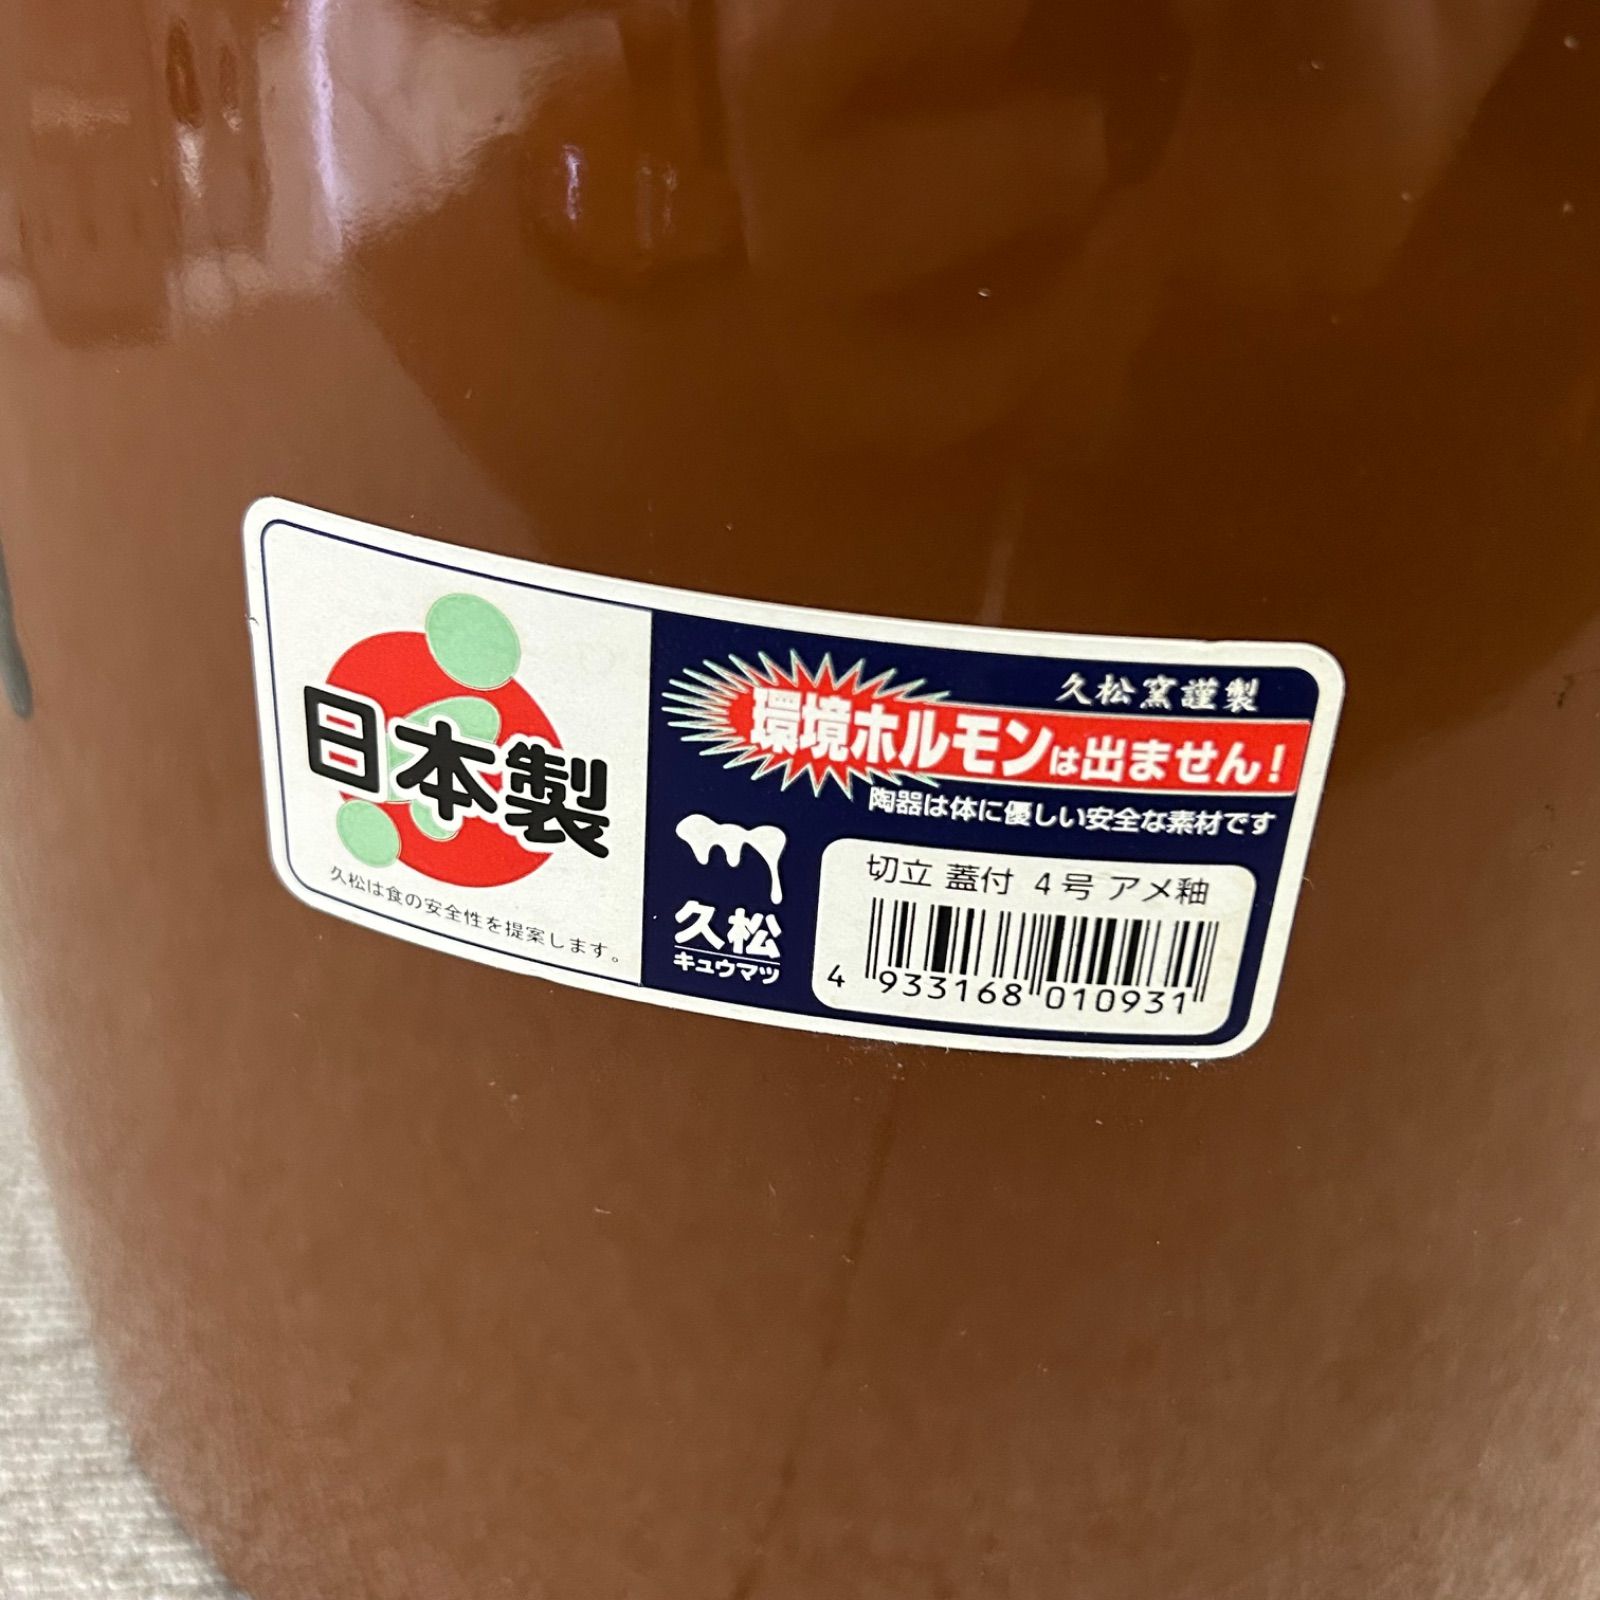 日本製
久松は食の安全性を提案します。
久松窯謹製
環境ホルモンは出ません!
陶器は体に優しい安全な素材です
久松
キュウマツ
切立 蓋付 4号 アメ釉
4 933168 010931